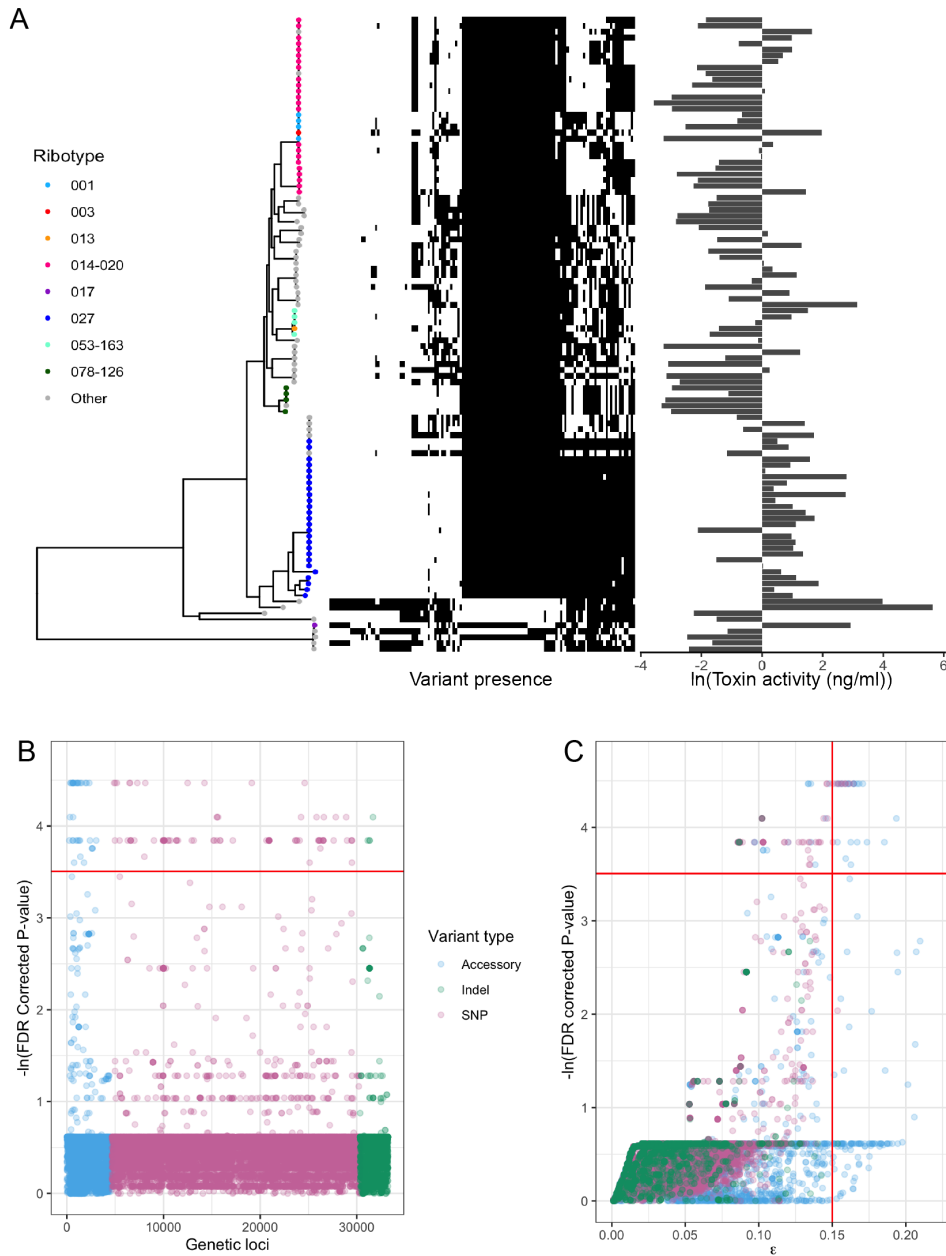 A
Ribotype
001
003
013
014-020
017
027
053-163
078-126
Other
-4 -2 0 2 4 6
Variant presence
ln(Toxin activity (ng/ml))
B
-ln(FDR Corrected P-value)
4
3
2
1
0
0 10000 20000 30000
Genetic loci
Variant type
Accessory
Indel
SNP
C
-ln(FDR corrected P-value)
4
3
2
1
0
0.00 0.05 0.10 0.15 0.20
ε